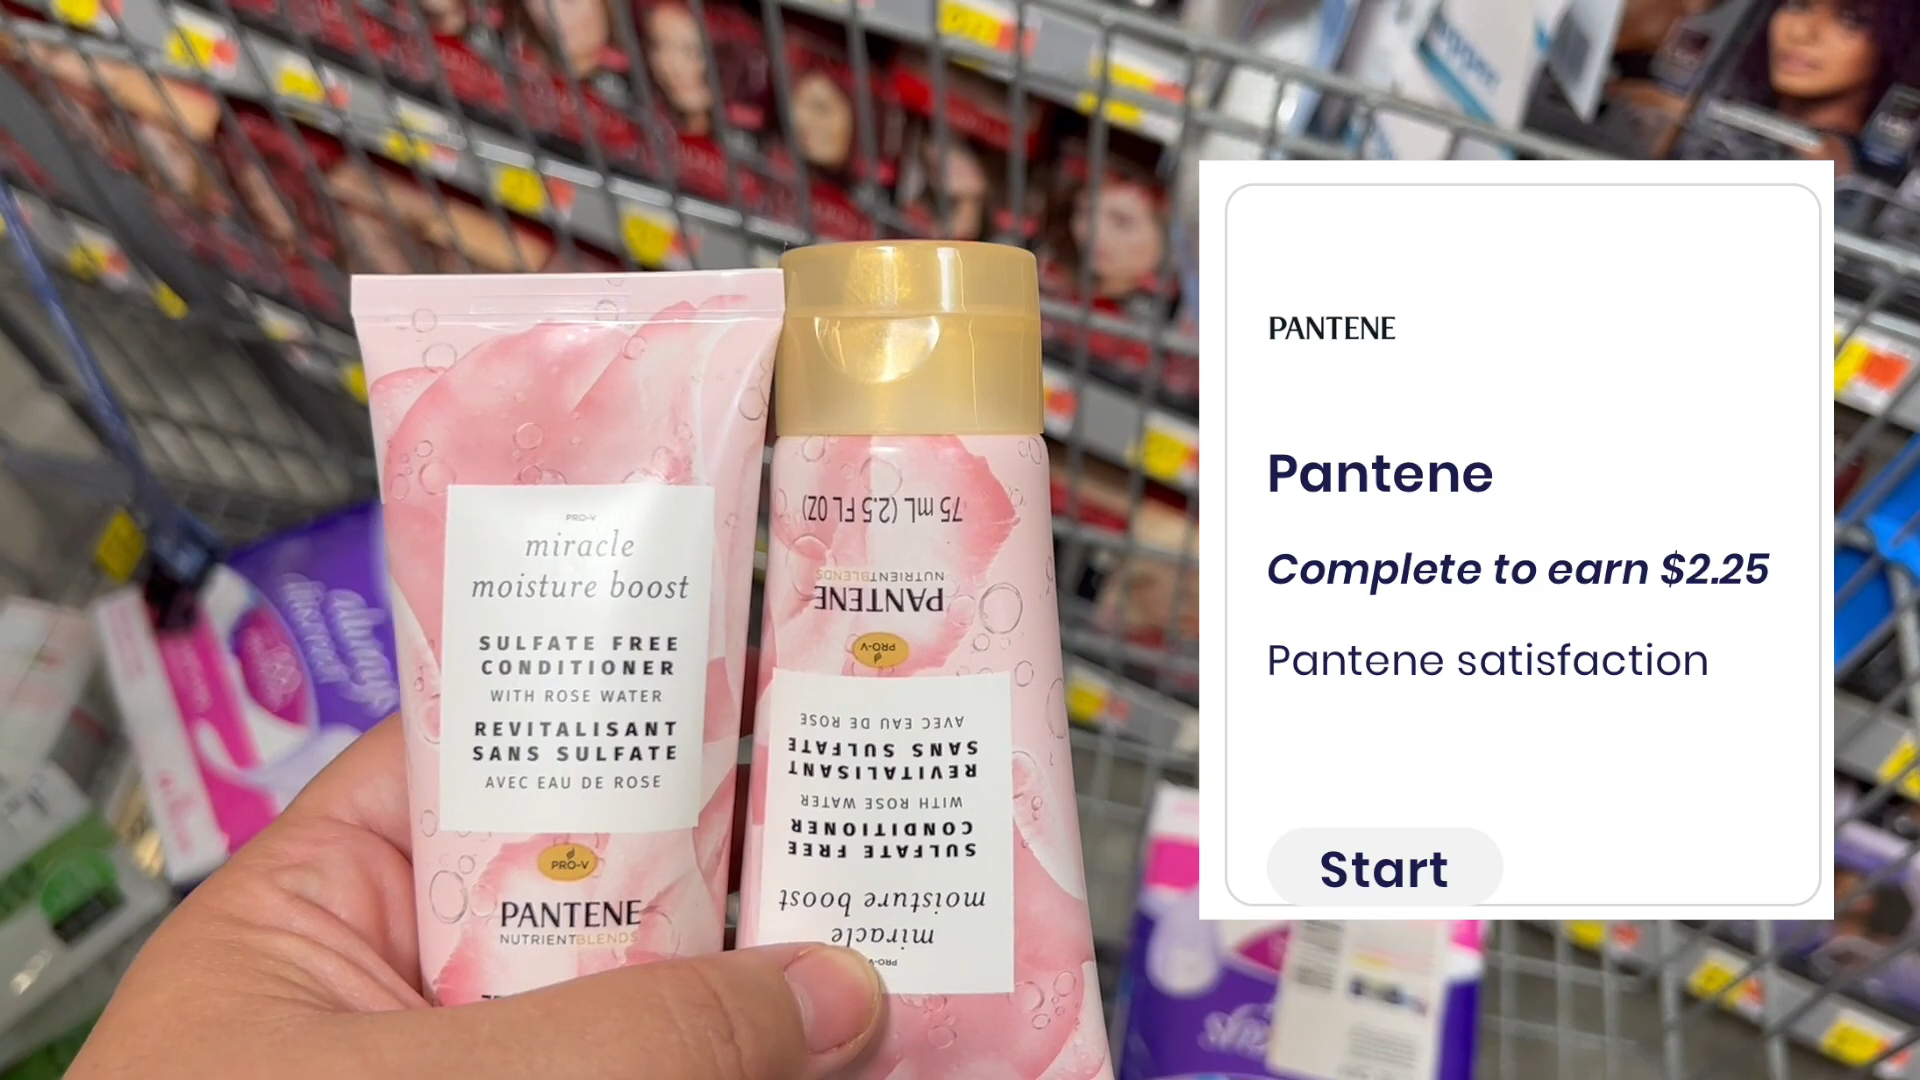 PRO-V
miracle
moisture boost
SULFATE FREE
CONDITIONER
WITH ROSE WATER
REVITALISANT
SANS SULFATE
AVEC EAU DE ROSE
PRO-V
PANTENE
NUTRIENTBLENDS
PRO-V
miracle
moisture boost
SULFATE FREE
CONDITIONER
WITH ROSE WATER
REVITALISANT
SANS SULFATE
AVEC EAU DE ROSE
PRO-V
PANTENE
NUTRIENTBLENDS
75 mL (2.5 FL OZ)
always
PANTENE
Pantene
Complete to earn $2.25
Pantene satisfaction
Start